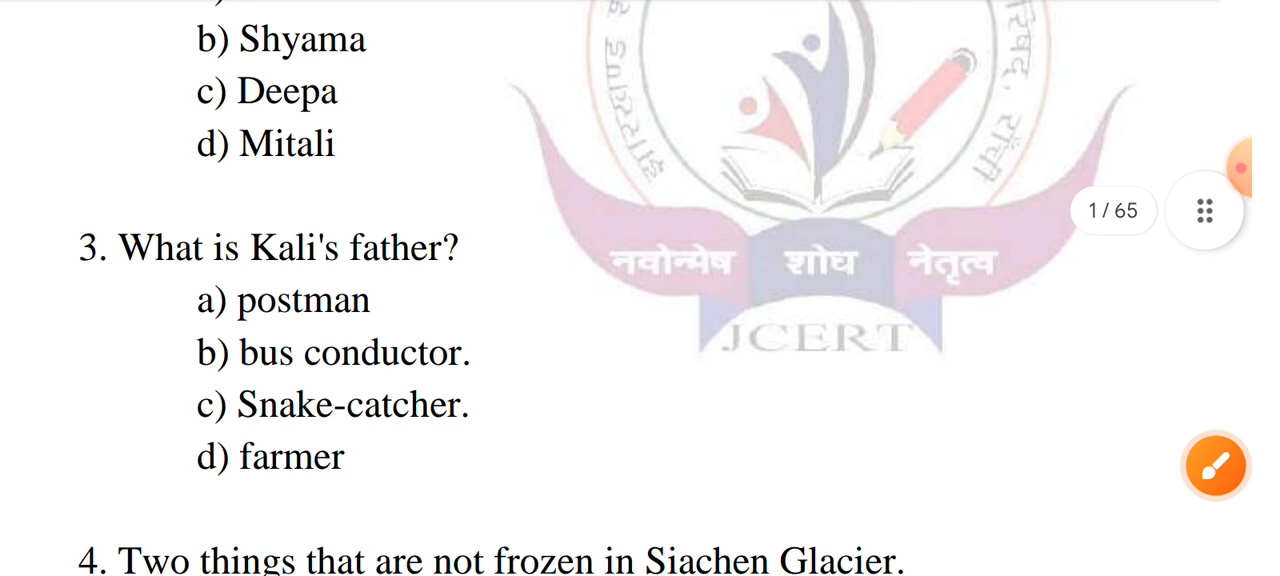 b) Shyama
c) Deepa
d) Mitali
3. What is Kali's father?
a) postman
b) bus conductor.
c) Snake-catcher.
d) farmer
नवोन्मेष शोध नेतृत्व
JCERT
1 / 65
4. Two things that are not frozen in Siachen Glacier.